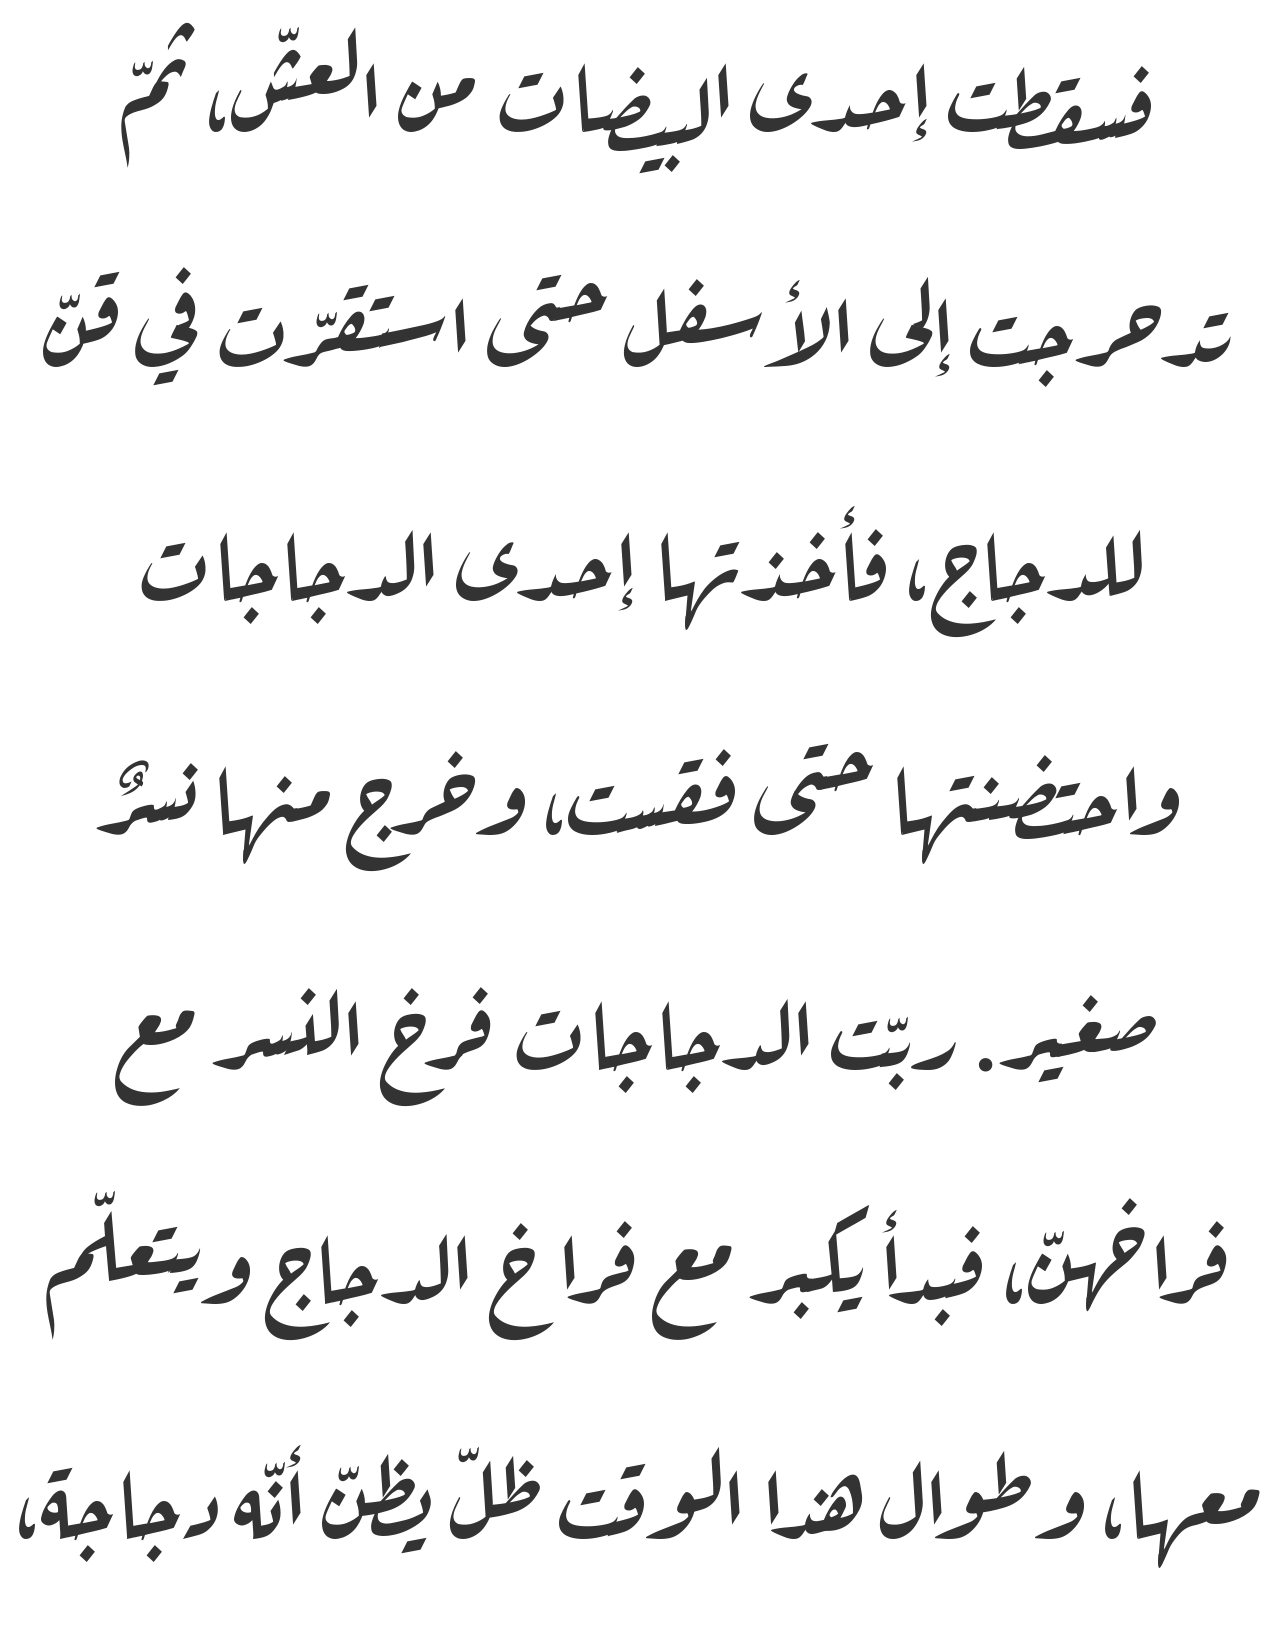 فسقطت إحدى البيضات من العشّ، ثمّ
تدحرجت إلى الأسفل حتى استقرّت في قنّ
للدجاج، فأخذتها إحدى الدجاجات
واحتضنتها حتى فقست، وخرج منها نسرٌ
صغير. ربّت الدجاجات فرخ النسر مع
فراخهنّ، فبدأ يكبر مع فراخ الدجاج ويتعلّم
معها، وطوال هذا الوقت ظلّ يظنّ أنّه دجاجة،